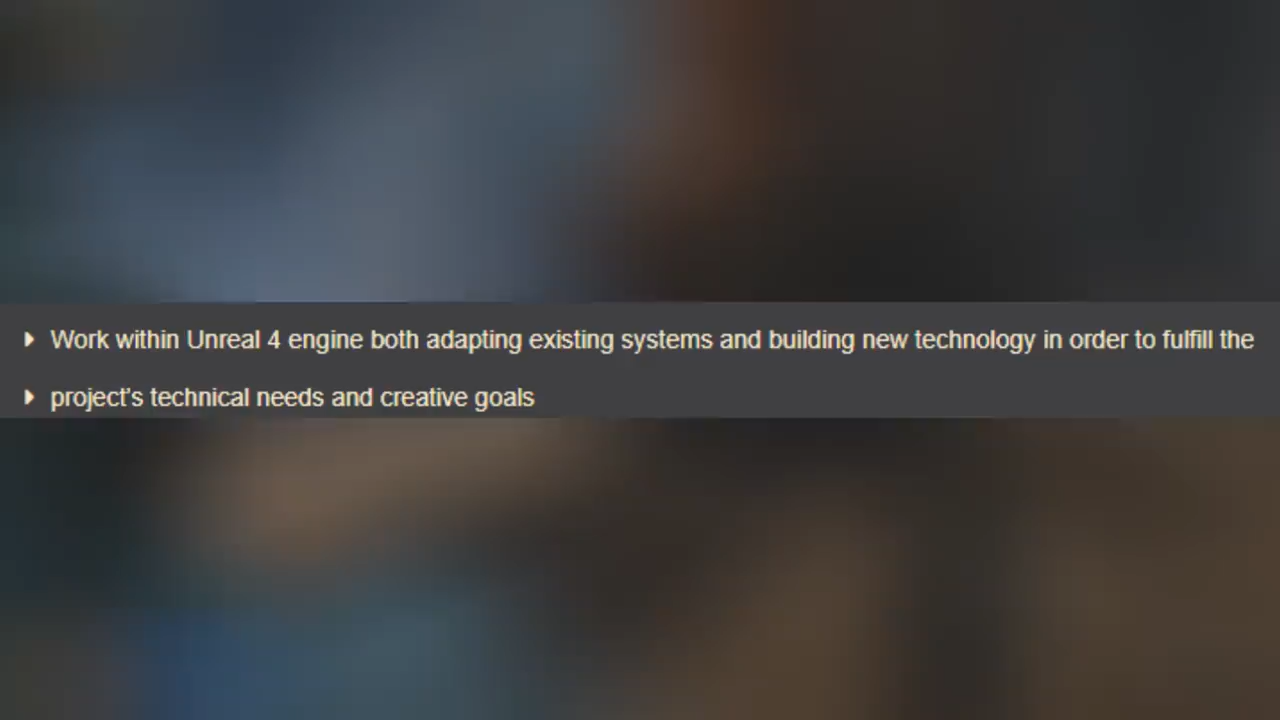 Work within Unreal 4 engine both adapting existing systems and building new technology in order to fulfill the
project's technical needs and creative goals